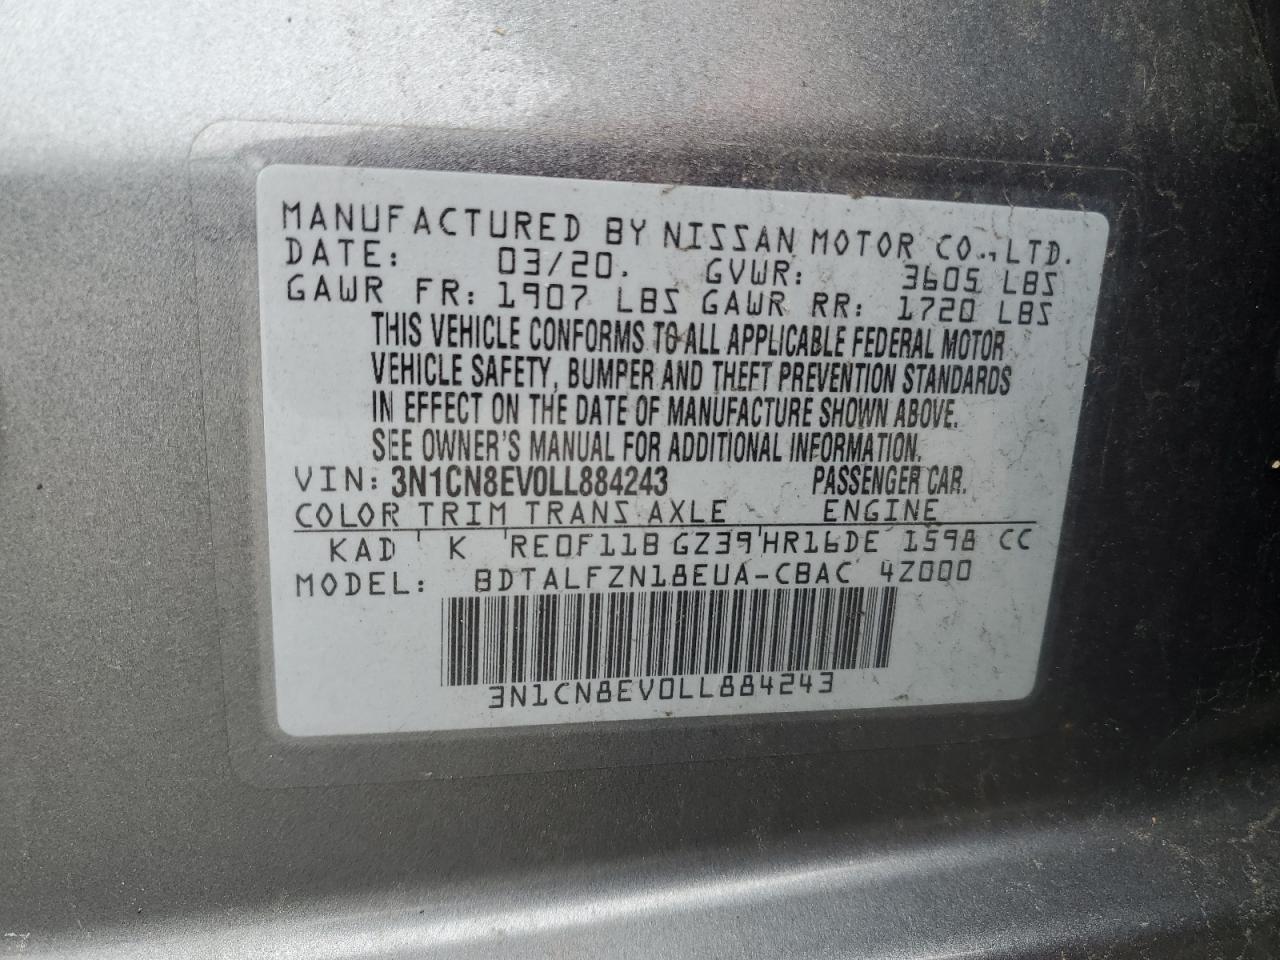 MANUFACTURED BY NISSAN MOTOR CO., LTD.
DATE: 03/20. GVWR: 3605 LBS
GAWR FR: 1907 LBS GAWR RR: 1720 LBS
THIS VEHICLE CONFORMS TO ALL APPLICABLE FEDERAL MOTOR
VEHICLE SAFETY, BUMPER AND THEFT PREVENTION STANDARDS
IN EFFECT ON THE DATE OF MANUFACTURE SHOWN ABOVE.
SEE OWNER'S MANUAL FOR ADDITIONAL INFORMATION.
VIN: 3N1CN8EV0LL884243 PASSENGER CAR.
COLOR TRIM TRANS AXLE ENGINE
KAD K RE0F11B GZ39 HR16DE 1598 CC
MODEL: BDTALFZN18EUA-CBAC 4Z000
3N1CN8EV0LL884243